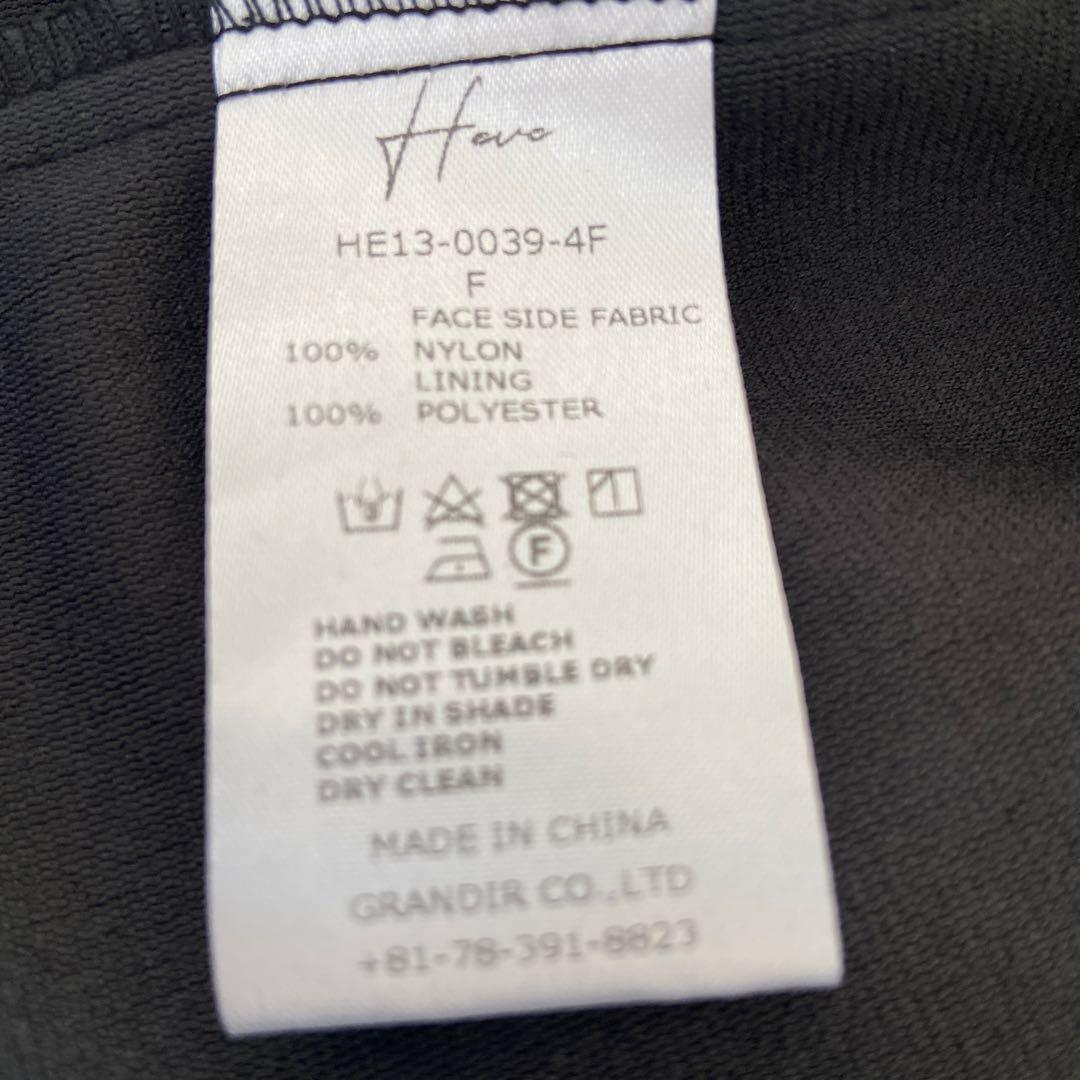 Heve
HE13-0039-4F
F
FACE SIDE FABRIC
100% NYLON
LINING
100% POLYESTER
F
HAND WASH
DO NOT BLEACH
DO NOT TUMBLE DRY
DRY IN SHADE
COOL IRON
DRY CLEAN
MADE IN CHINA
GRANDIR CO.,LTD
+81-78-391-8823